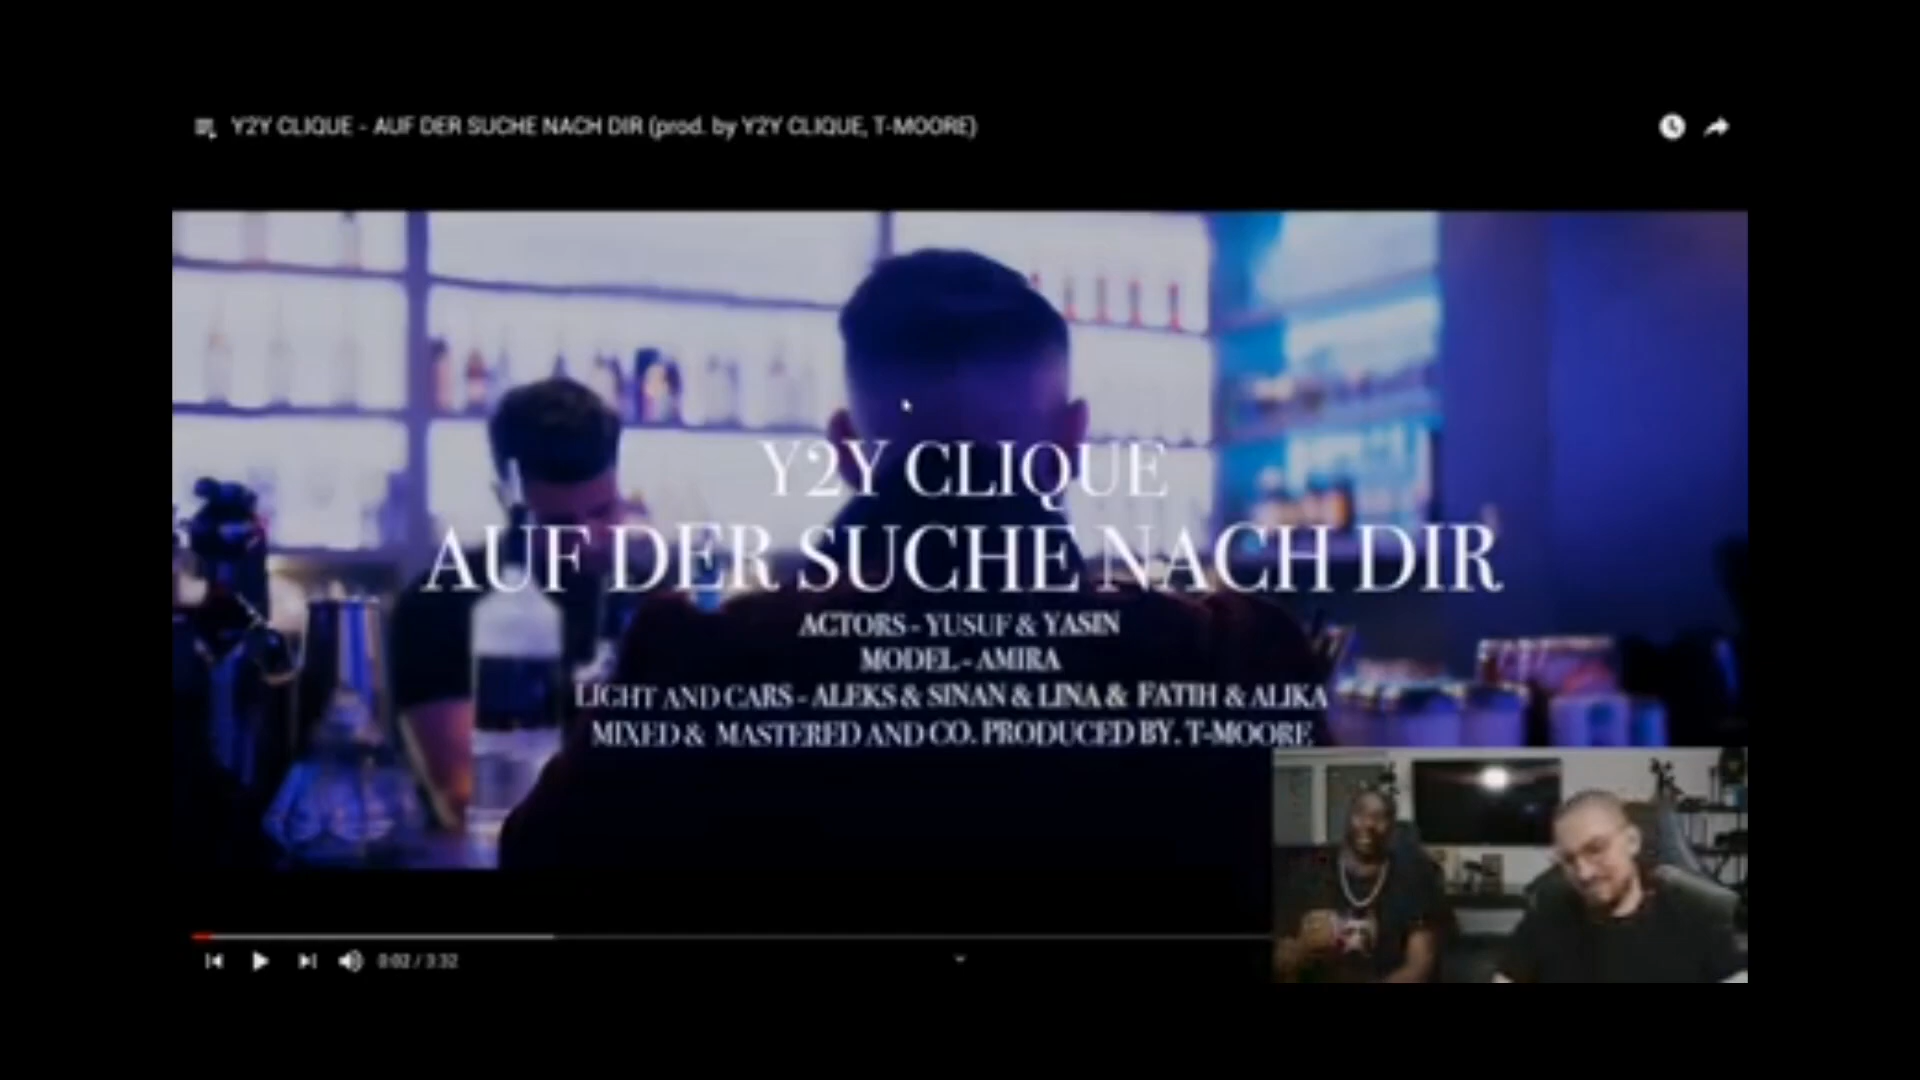 Y2Y CLIQUE - AUF DER SUCHE NACH DIR (prod. by Y2Y CLIQUE, T-MOORE)
Y2Y CLIQUE
AUF DER SUCHE NACH DIR
ACTORS - YUSUF & YASIN
MODEL - AMIRA
LIGHT AND CARS - ALEKS & SINAN & LINA & FATIH & ALIKA
MIXED & MASTERED AND CO. PRODUCED BY. T-MOORE
0:02 / 3:32